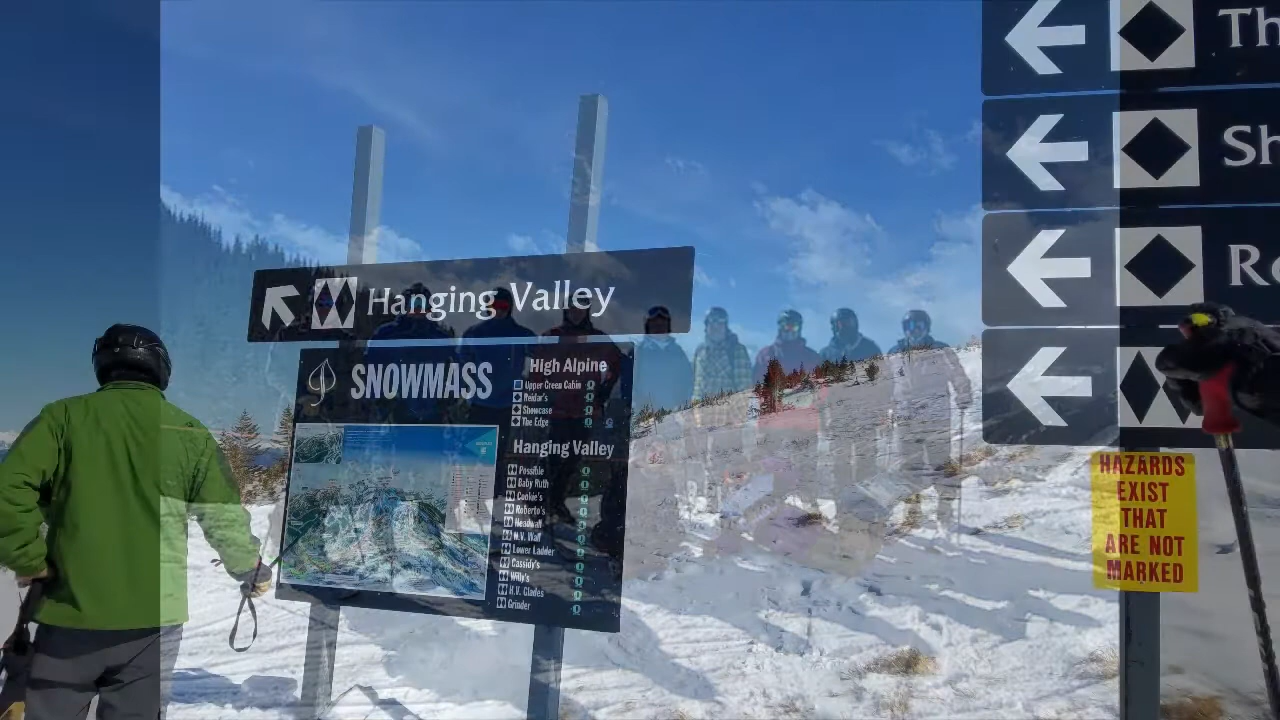 Hanging Valley
SNOWMASS
High Alpine
Upper Green Cabin
Reidar's
Showcase
The Edge
Hanging Valley
Possible
Baby Ruth
Cookie's
Roberto's
Headwall
H.V. Wall
Lower Ladder
Cassidy's
Willy's
H.V. Glades
Grinder
Th
Sh
Ro
HAZARDS
EXIST
THAT
ARE NOT
MARKED